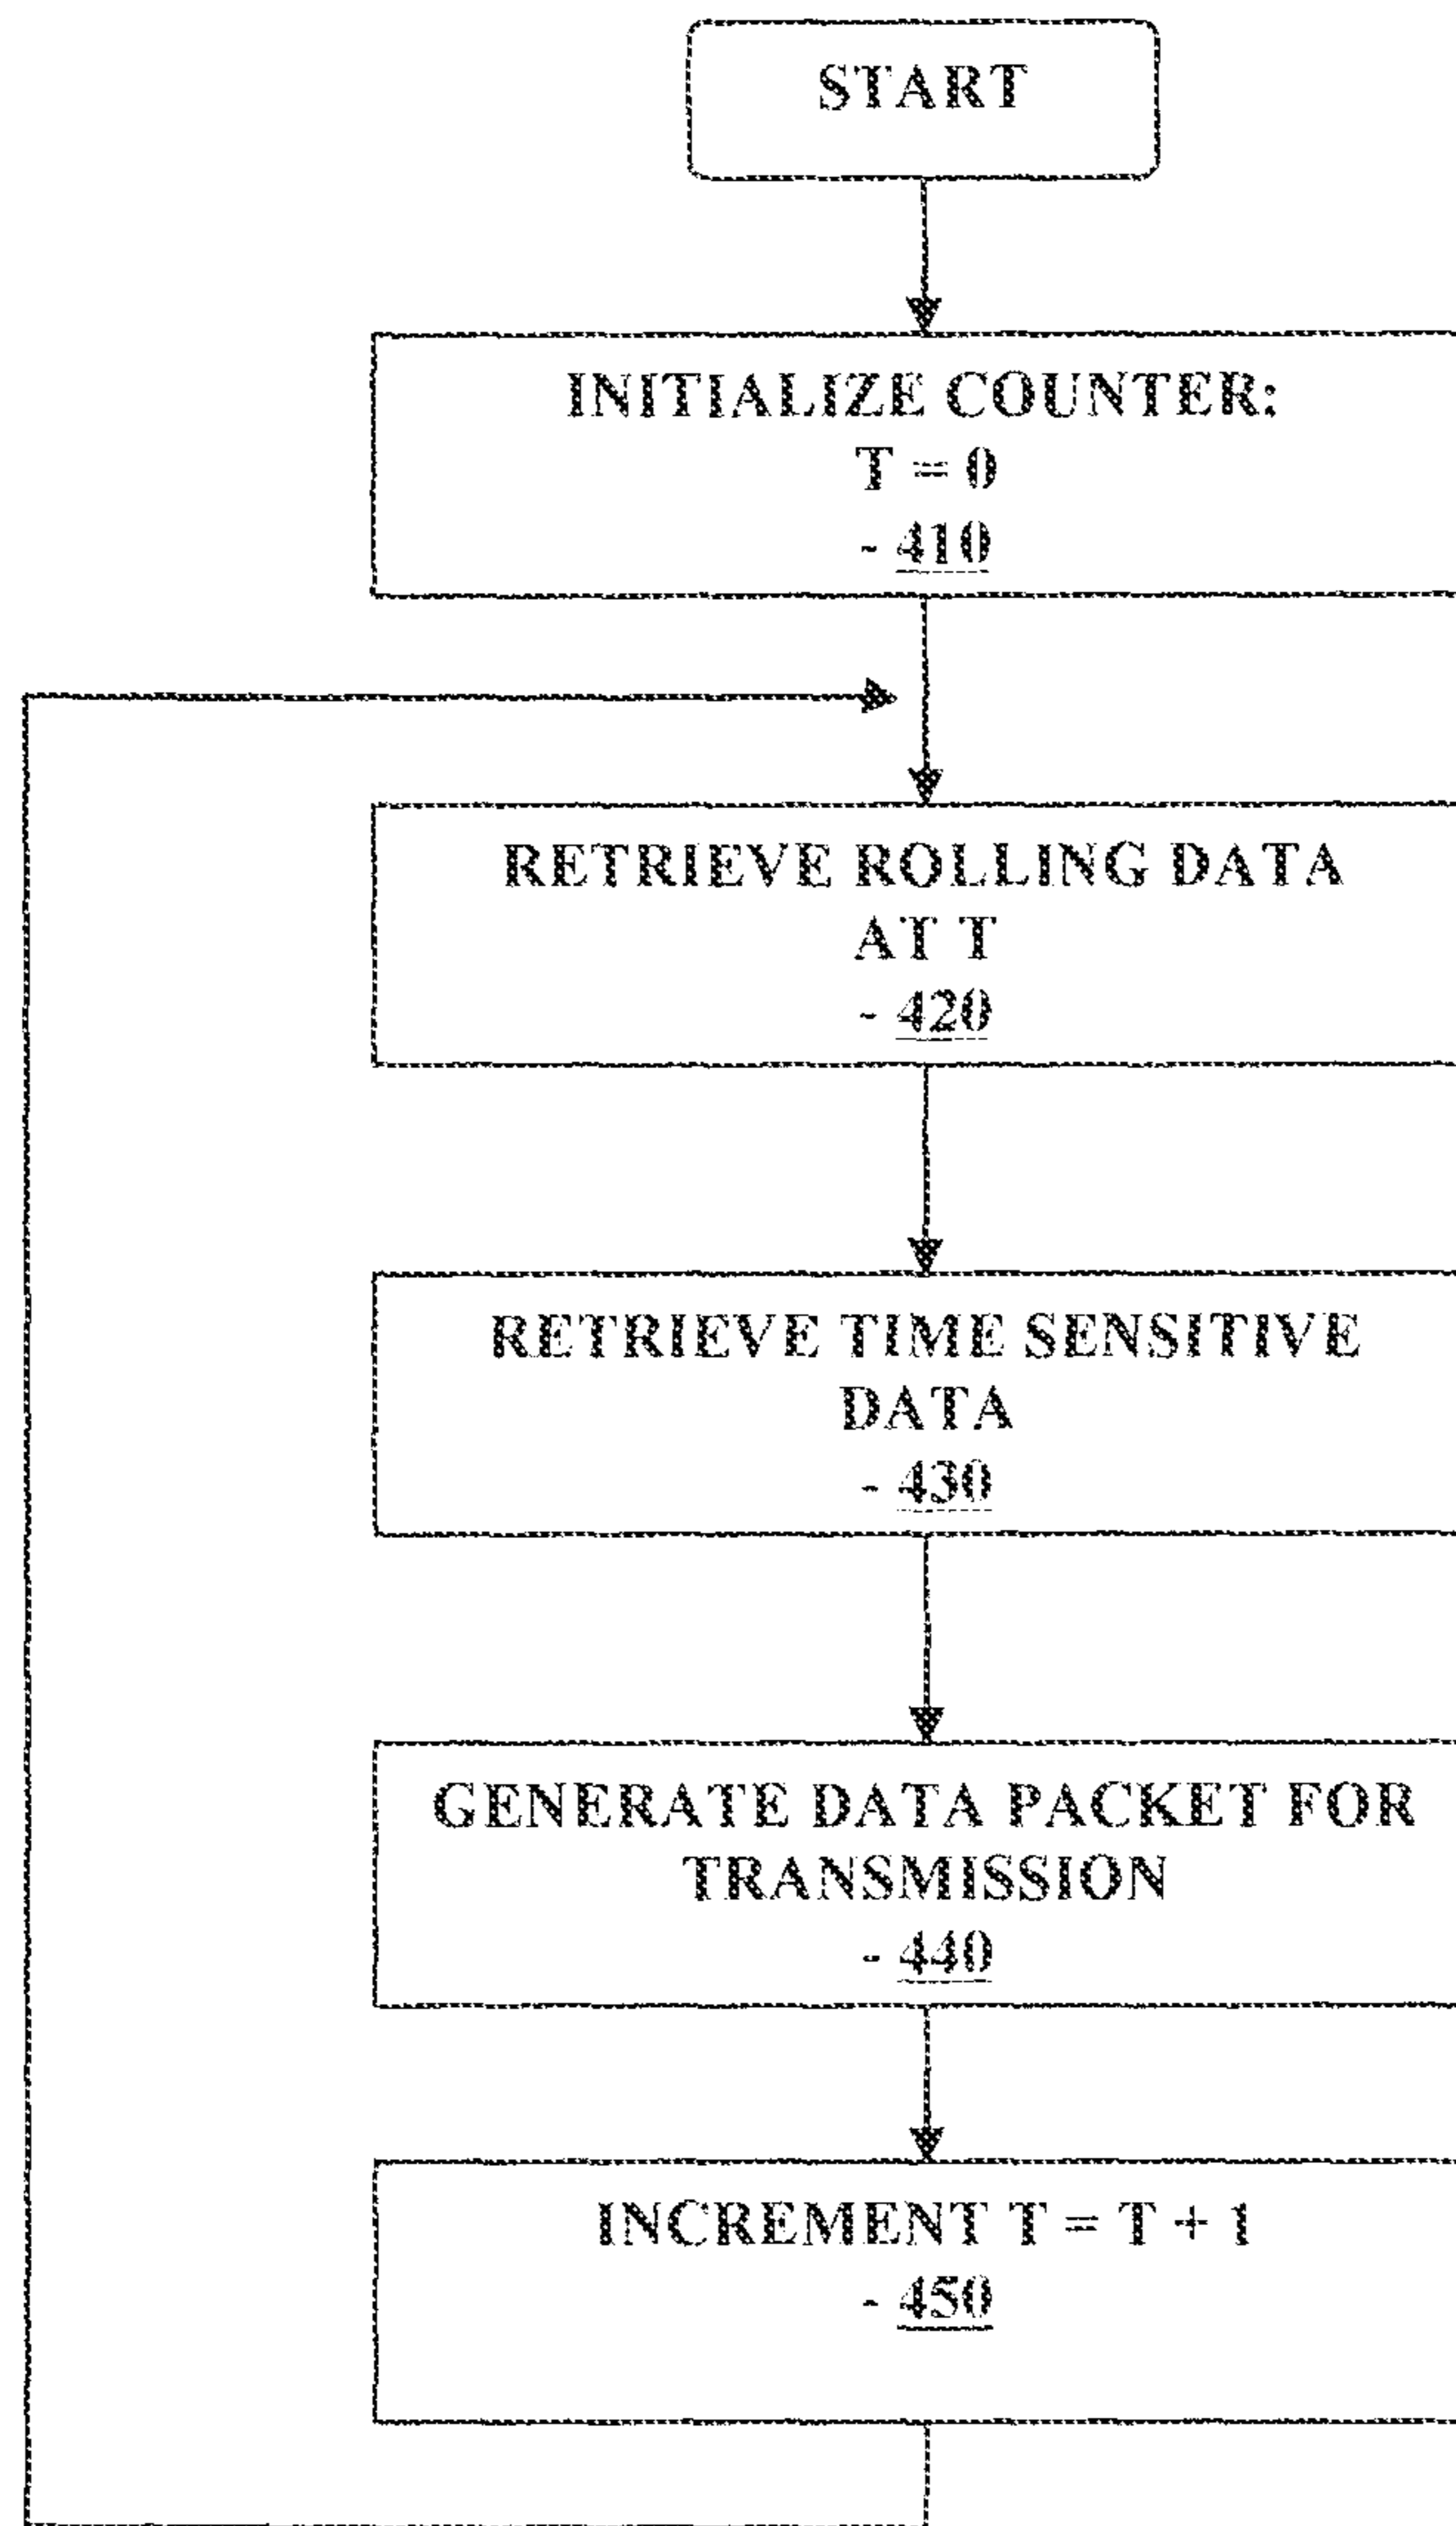 START
INITIALIZE COUNTER:
T = 0
- 410
RETRIEVE ROLLING DATA
AT T
- 420
RETRIEVE TIME SENSITIVE
DATA
- 430
GENERATE DATA PACKET FOR
TRANSMISSION
- 440
INCREMENT T = T + 1
- 450